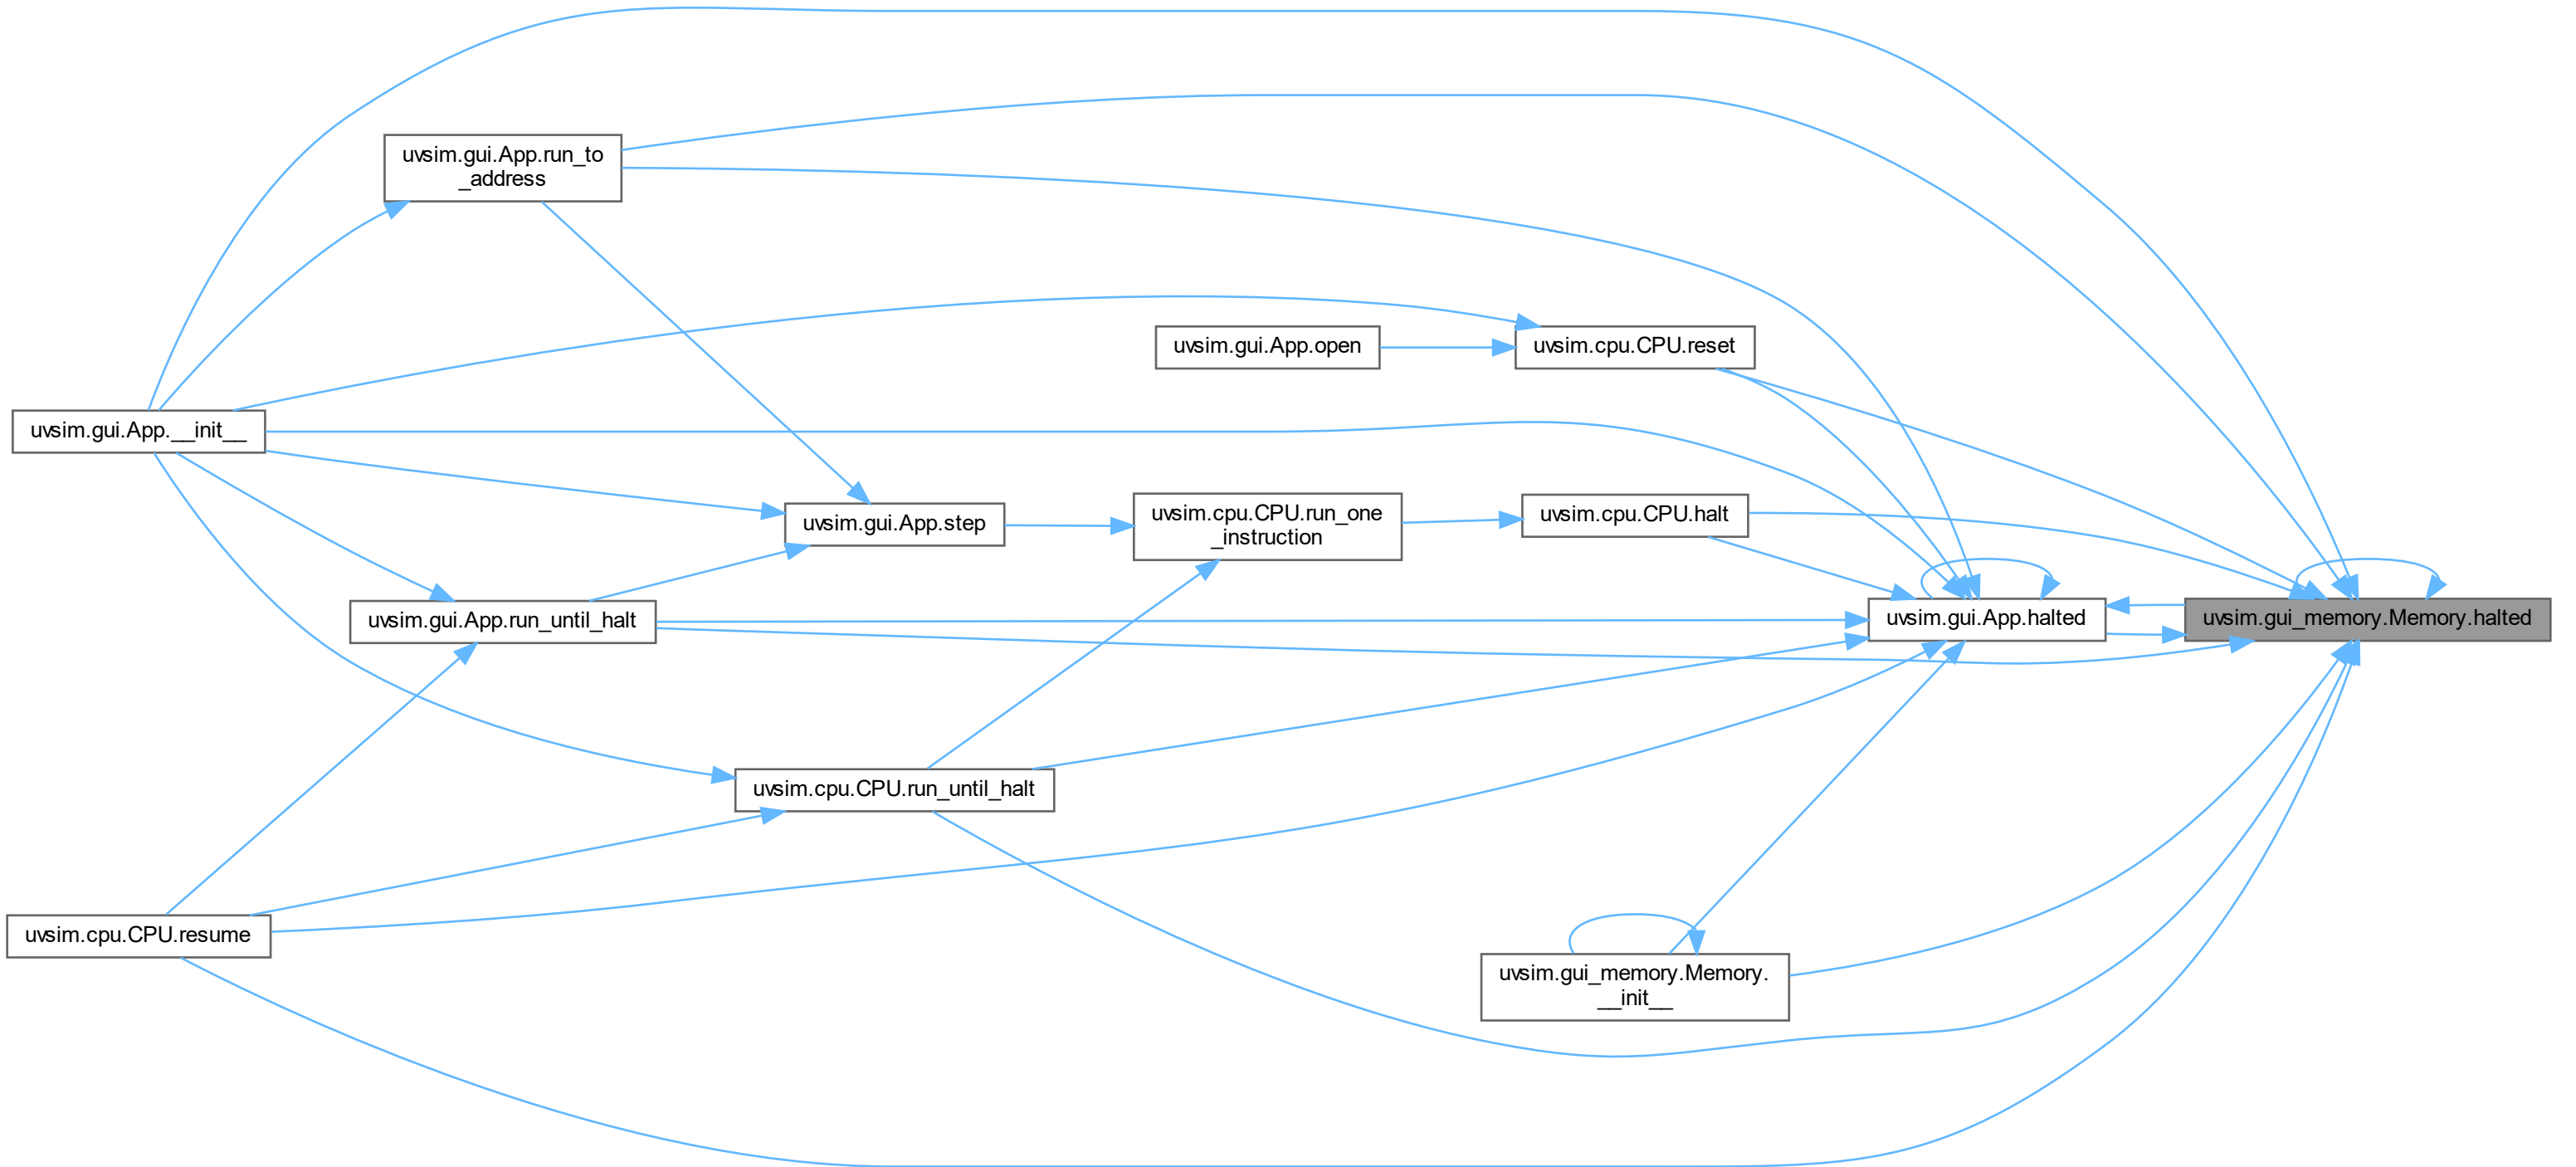 uvsim.gui.App.run_to
_address
uvsim.gui.App.open
uvsim.cpu.CPU.reset
uvsim.gui.App.__init__
uvsim.gui.App.step
uvsim.cpu.CPU.run_one
_instruction
uvsim.cpu.CPU.halt
uvsim.gui.App.run_until_halt
uvsim.gui.App.halted
uvsim.gui_memory.Memory.halted
uvsim.cpu.CPU.run_until_halt
uvsim.cpu.CPU.resume
uvsim.gui_memory.Memory.
__init__